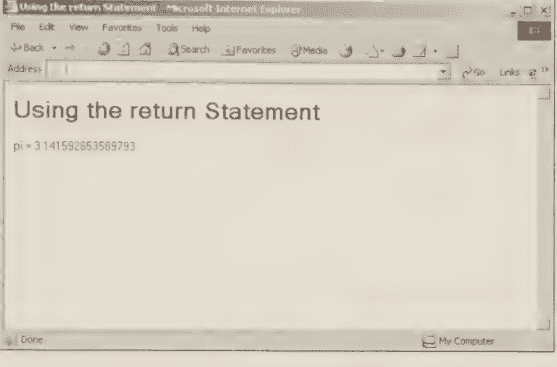 Using the return Statement - Microsoft Internet Explorer
File Edit View Favorites Tools Help
Back Search Favorites Media
Address Go Links »
Using the return Statement
pi = 3.141592653589793
Done My Computer